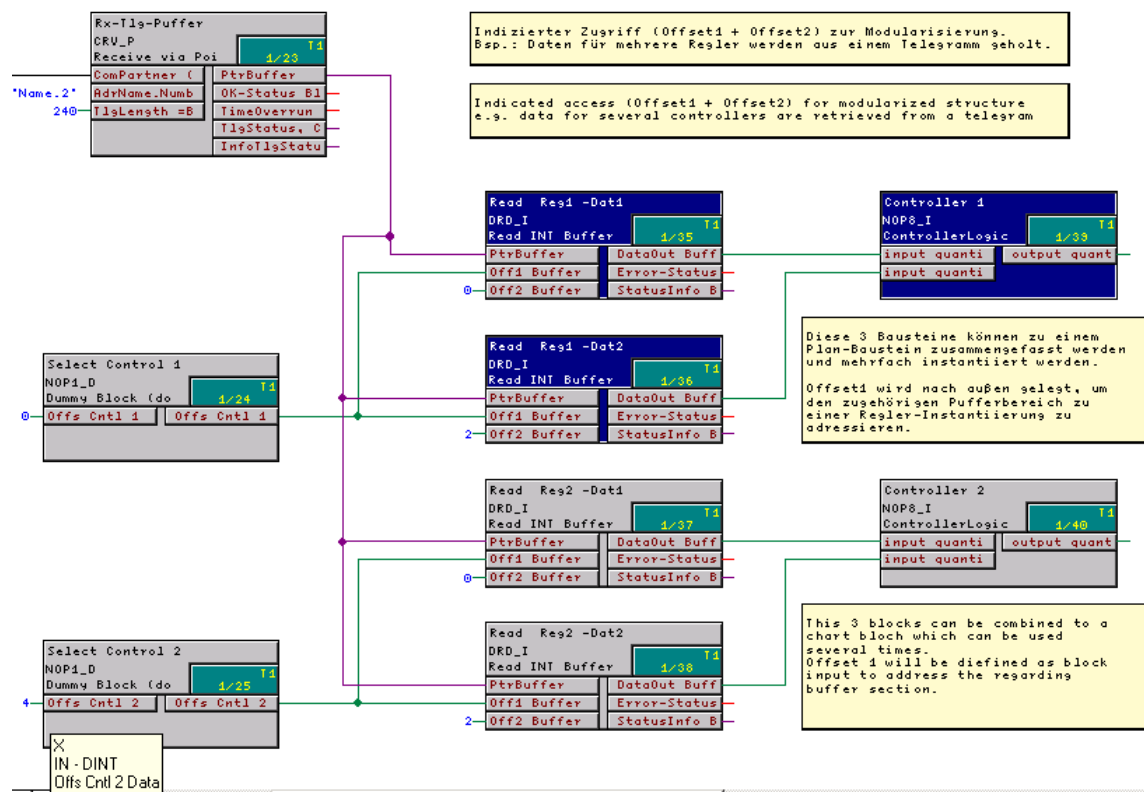 Rx-Tlg-Puffer
CRV_P
Receive via Poi
T1
1/23
ComPartner (
PtrBuffer
"Name.2"
AdrName.Numb
OK-Status Bl
240
TlgLength =B
TimeOverrun
TlgStatus, C
InfoTlgStatu
Indizierter Zugriff (Offset1 + Offset2) zur Modularisierung.
Bsp.: Daten für mehrere Regler werden aus einem Telegramm geholt.
Indicated access (Offset1 + Offset2) for modularized structure
e.g. data for several controllers are retrieved from a telegram
Read Reg1 -Dat1
DRD_I
Read INT Buffer
T1
1/35
PtrBuffer
DataOut Buff
Off1 Buffer
Error-Status
0
Off2 Buffer
StatusInfo B
Controller 1
NOP8_I
ControllerLogic
T1
1/39
input quanti
output quant
input quanti
Select Control 1
NOP1_D
Dummy Block (do
T1
1/24
0
Offs Cntl 1
Offs Cntl 1
Read Reg1 -Dat2
DRD_I
Read INT Buffer
T1
1/36
PtrBuffer
DataOut Buff
Off1 Buffer
Error-Status
2
Off2 Buffer
StatusInfo B
Diese 3 Bausteine können zu einem
Plan-Baustein zusammengefasst werden
und mehrfach instantiiert werden.
Offset1 wird nach außen gelegt, um
den zugehörigen Pufferbereich zu
einer Regler-Instantiierung zu
adressieren.
Read Reg2 -Dat1
DRD_I
Read INT Buffer
T1
1/37
PtrBuffer
DataOut Buff
Off1 Buffer
Error-Status
0
Off2 Buffer
StatusInfo B
Controller 2
NOP8_I
ControllerLogic
T1
1/40
input quanti
output quant
input quanti
Select Control 2
NOP1_D
Dummy Block (do
T1
1/25
4
Offs Cntl 2
Offs Cntl 2
Read Reg2 -Dat2
DRD_I
Read INT Buffer
T1
1/38
PtrBuffer
DataOut Buff
Off1 Buffer
Error-Status
2
Off2 Buffer
StatusInfo B
This 3 blocks can be combined to a
chart bloch which can be used
several times.
Offset 1 will be diefined as block
input to address the regarding
buffer section.
X
IN - DINT
Offs Cntl 2 Data